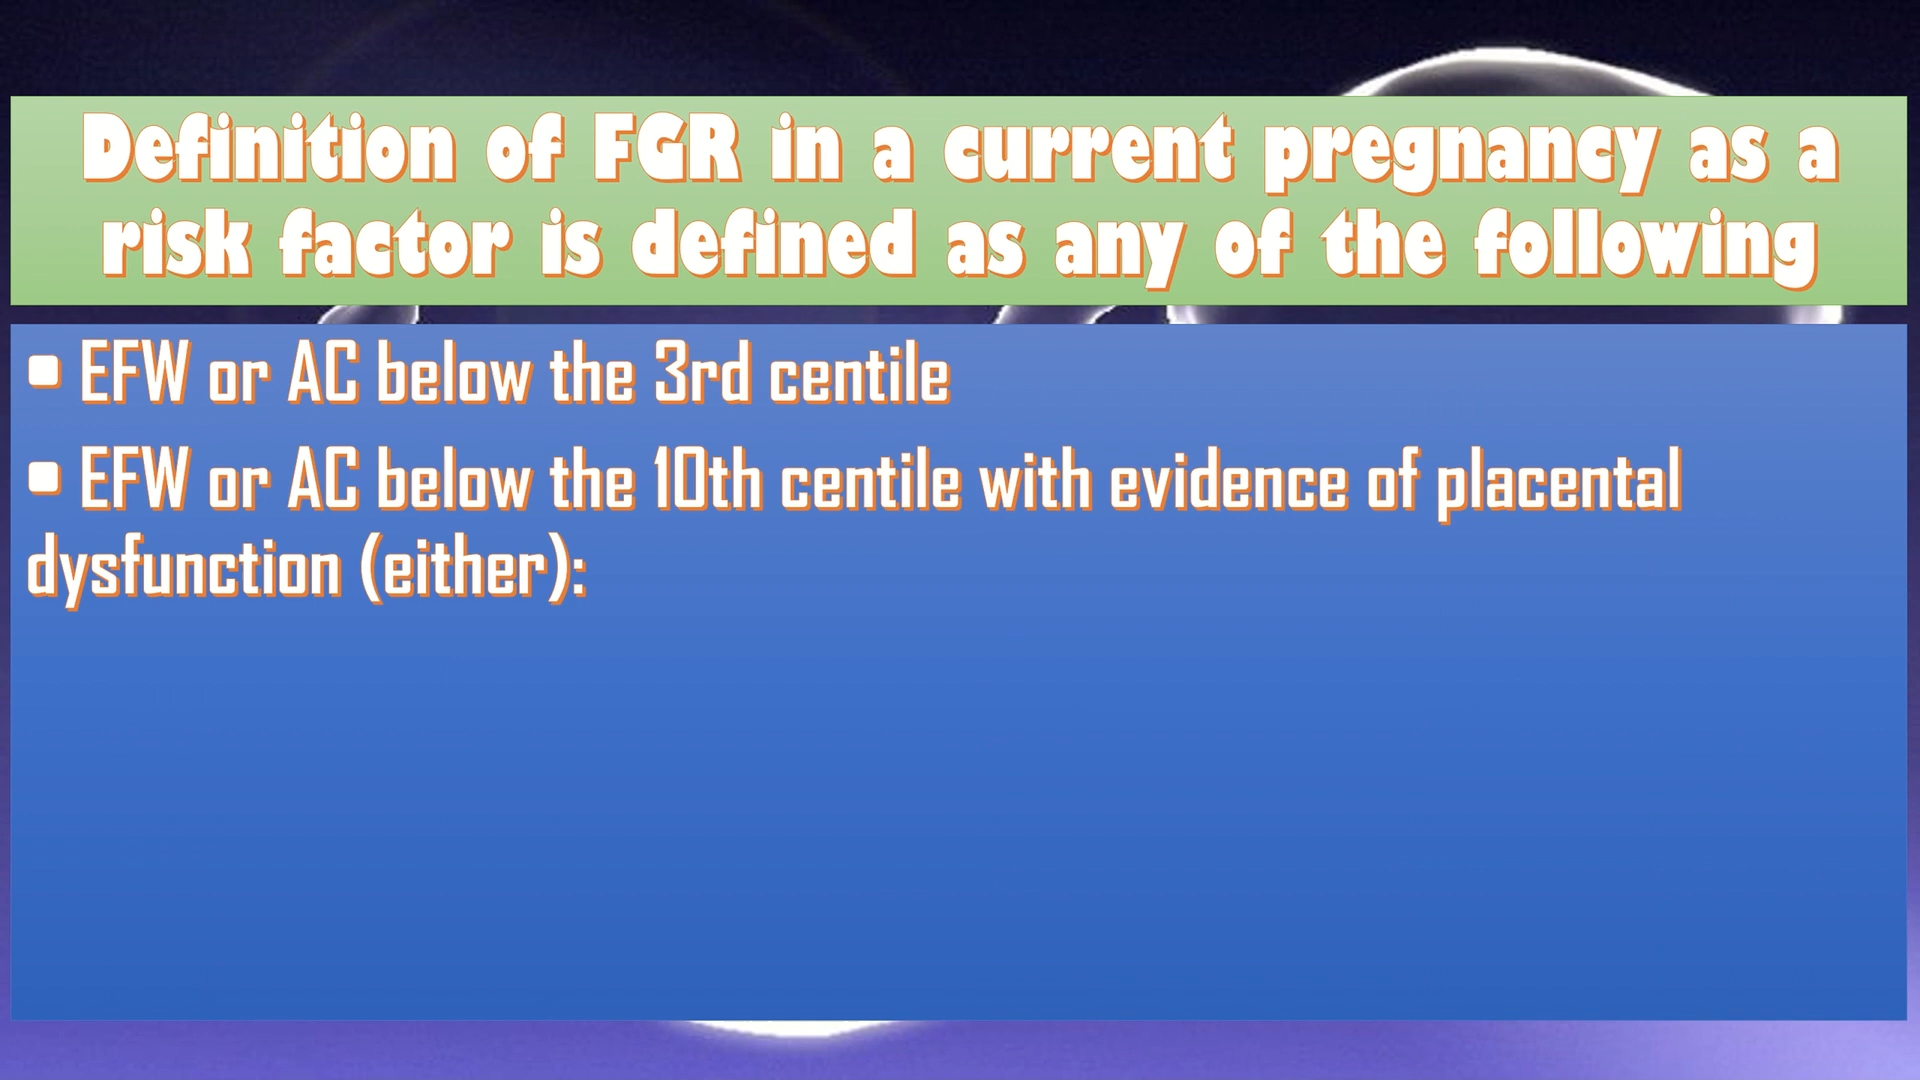 Definition of FGR in a current pregnancy as a
risk factor is defined as any of the following
▪ EFW or AC below the 3rd centile
▪ EFW or AC below the 10th centile with evidence of placental
dysfunction (either):